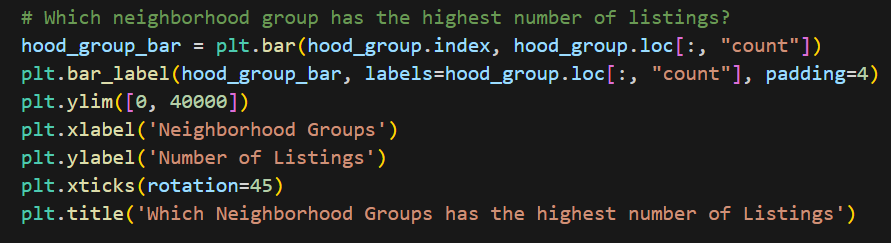 # Which neighborhood group has the highest number of listings?
hood_group_bar = plt.bar(hood_group.index, hood_group.loc[:, "count"])
plt.bar_label(hood_group_bar, labels=hood_group.loc[:, "count"], padding=4)
plt.ylim([0, 40000])
plt.xlabel('Neighborhood Groups')
plt.ylabel('Number of Listings')
plt.xticks(rotation=45)
plt.title('Which Neighborhood Groups has the highest number of Listings')